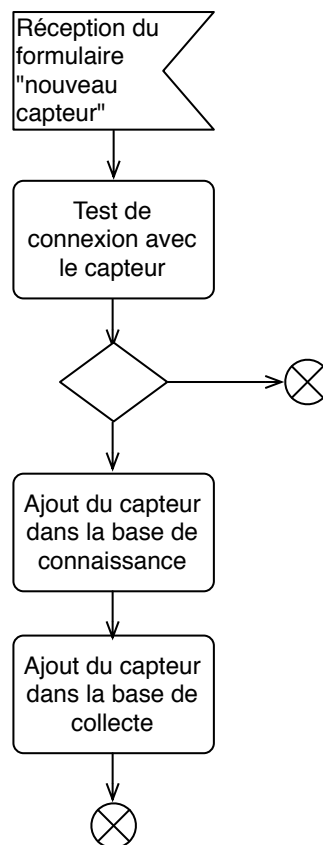 Réception du
formulaire
"nouveau
capteur"
Test de
connexion avec
le capteur
Ajout du capteur
dans la base de
connaissance
Ajout du capteur
dans la base de
collecte